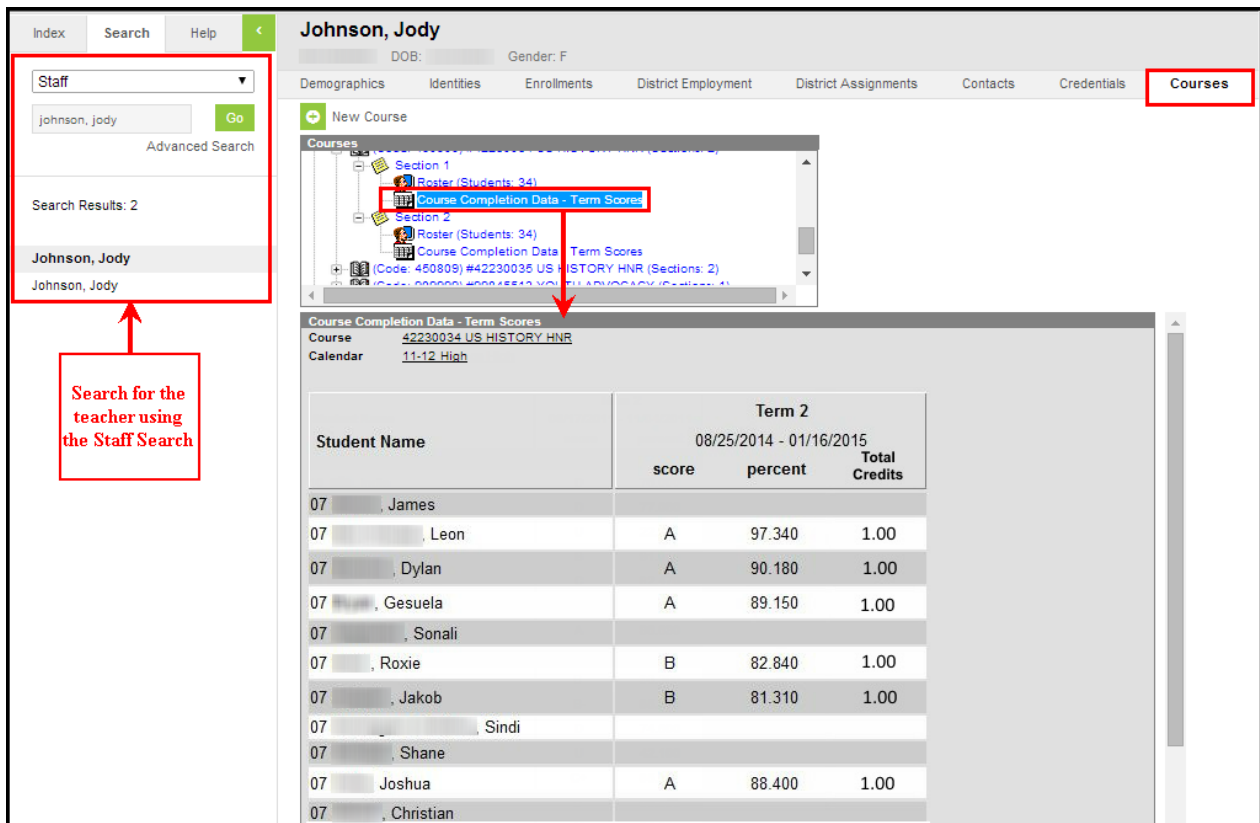 Index Search Help <
Staff ▼
johnson, jody Go
Advanced Search
Search Results: 2
Johnson, Jody
Johnson, Jody
Search for the
teacher using
the Staff Search
Johnson, Jody
DOB: Gender: F
Demographics Identities Enrollments District Employment District Assignments Contacts Credentials Courses
New Course
Courses
Section 1
Roster (Students: 34)
Course Completion Data - Term Scores
Section 2
Roster (Students: 34)
Course Completion Data - Term Scores
(Code: 450809) #42230035 US HISTORY HNR (Sections: 2)
Course Completion Data - Term Scores
Course 42230034 US HISTORY HNR
Calendar 11-12 High
Student Name
Term 2
08/25/2014 - 01/16/2015
score percent Total Credits
07 , James
07 , Leon A 97.340 1.00
07 , Dylan A 90.180 1.00
07 , Gesuela A 89.150 1.00
07 , Sonali
07 , Roxie B 82.840 1.00
07 , Jakob B 81.310 1.00
07 , Sindi
07 , Shane
07 Joshua A 88.400 1.00
07 , Christian